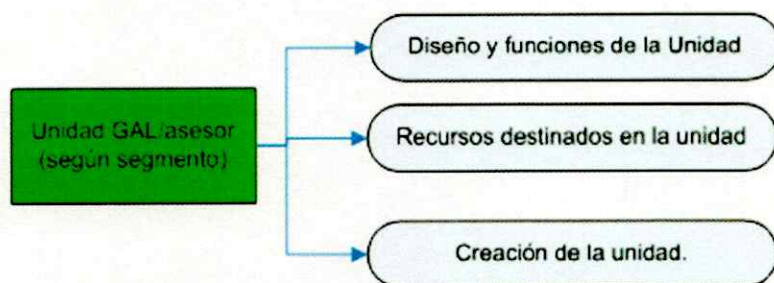 Diseño y funciones de la Unidad
Unidad GAL/asesor
(según segmento)
Recursos destinados en la unidad
Creación de la unidad.